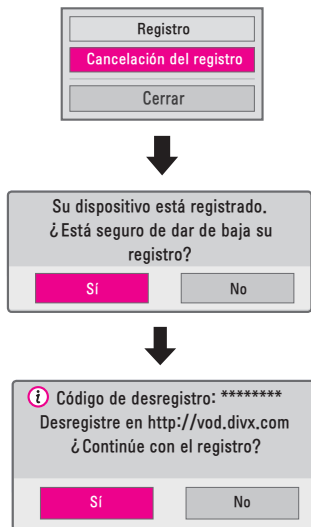 Registro
Cancelación del registro
Cerrar
Su dispositivo está registrado.
¿Está seguro de dar de baja su
registro?
Sí
No
i Código de desregistro: ********
Desregistre en http://vod.divx.com
¿Continúe con el registro?
Sí
No